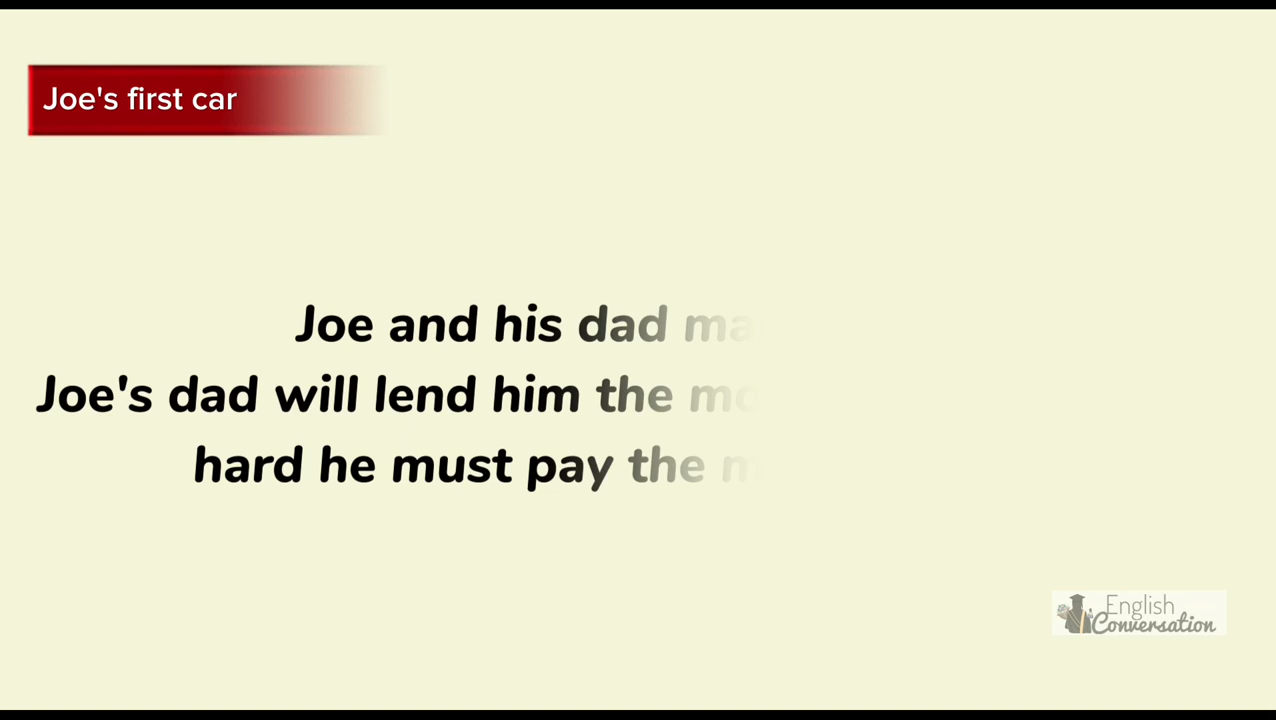 Joe's first car
Joe and his dad
Joe's dad will lend him the
hard he must pay the
English
Conversation